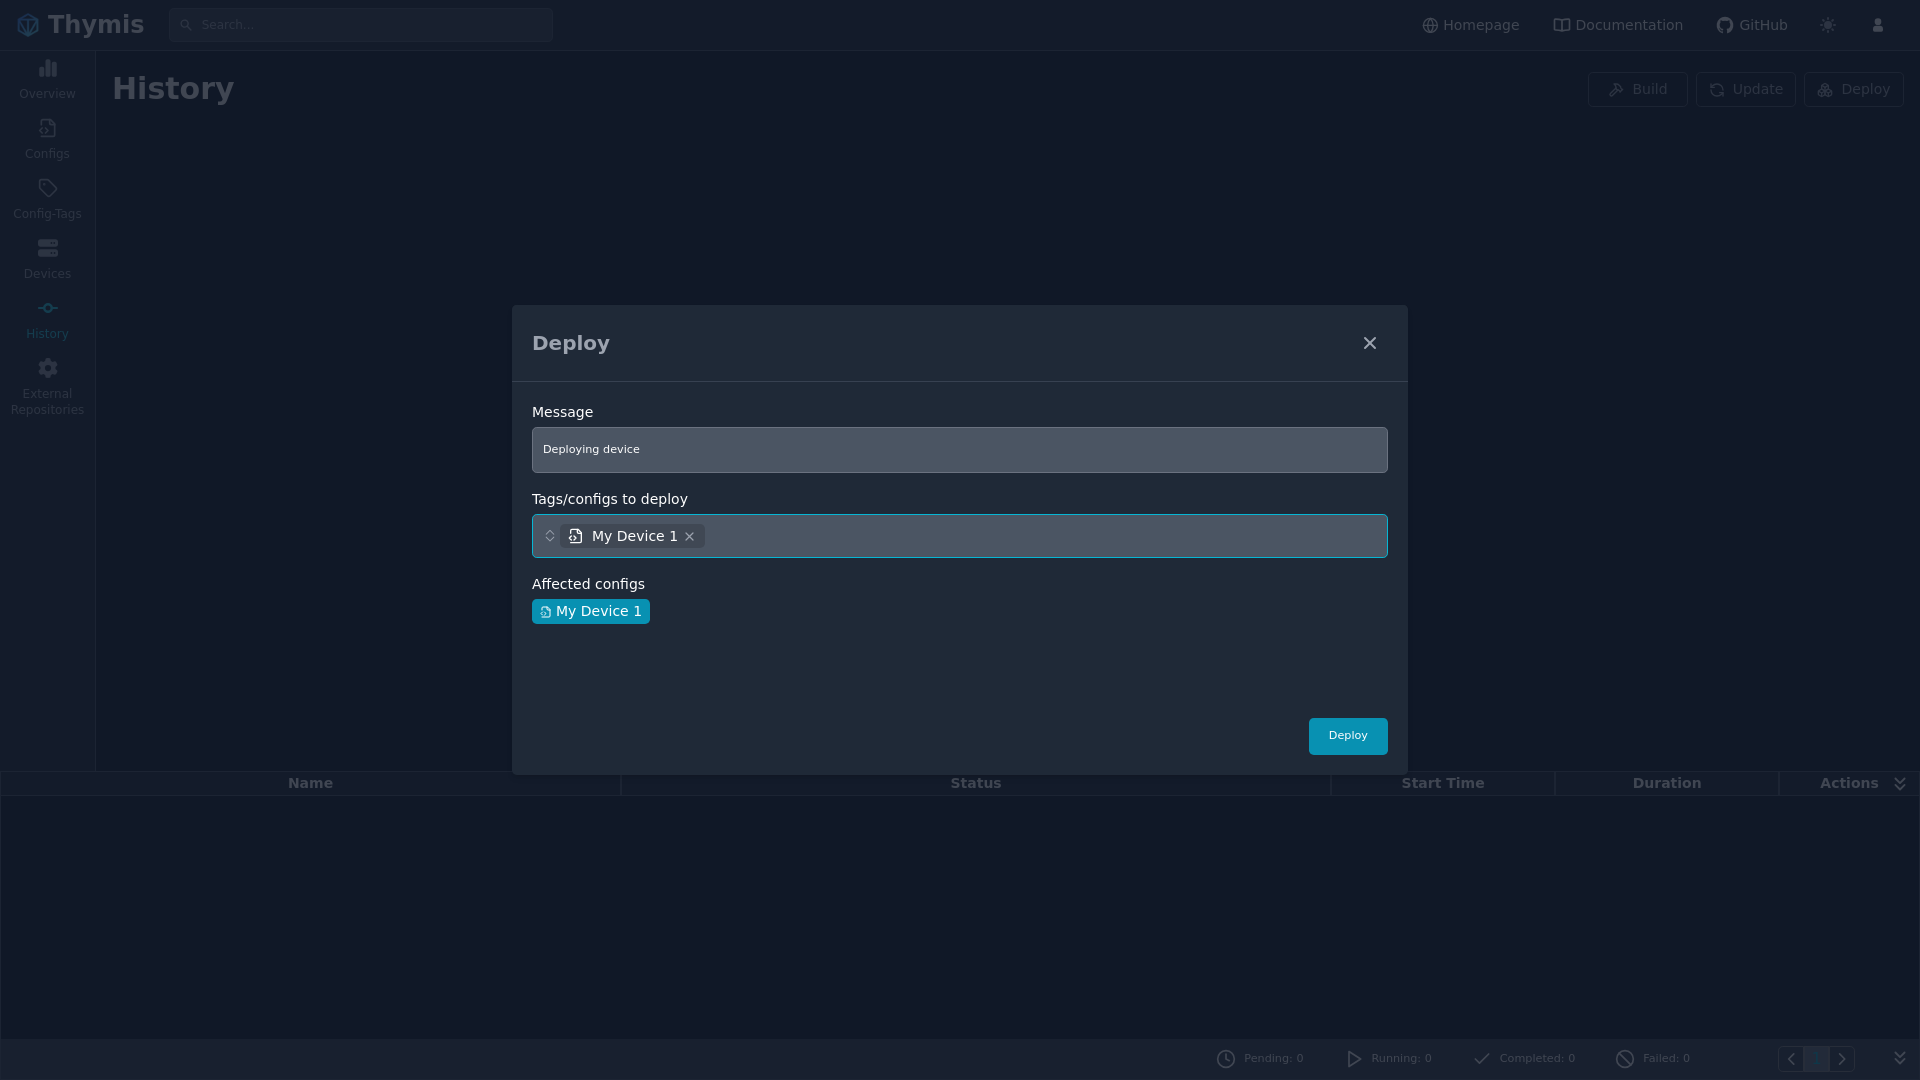 Thymis
Search...
Homepage
Documentation
GitHub
Overview
Configs
Config-Tags
Devices
History
External
Repositories
History
Build
Update
Deploy
Deploy
Message
Deploying device
Tags/configs to deploy
My Device 1
Affected configs
My Device 1
Deploy
Name
Status
Start Time
Duration
Actions
Pending: 0
Running: 0
Completed: 0
Failed: 0